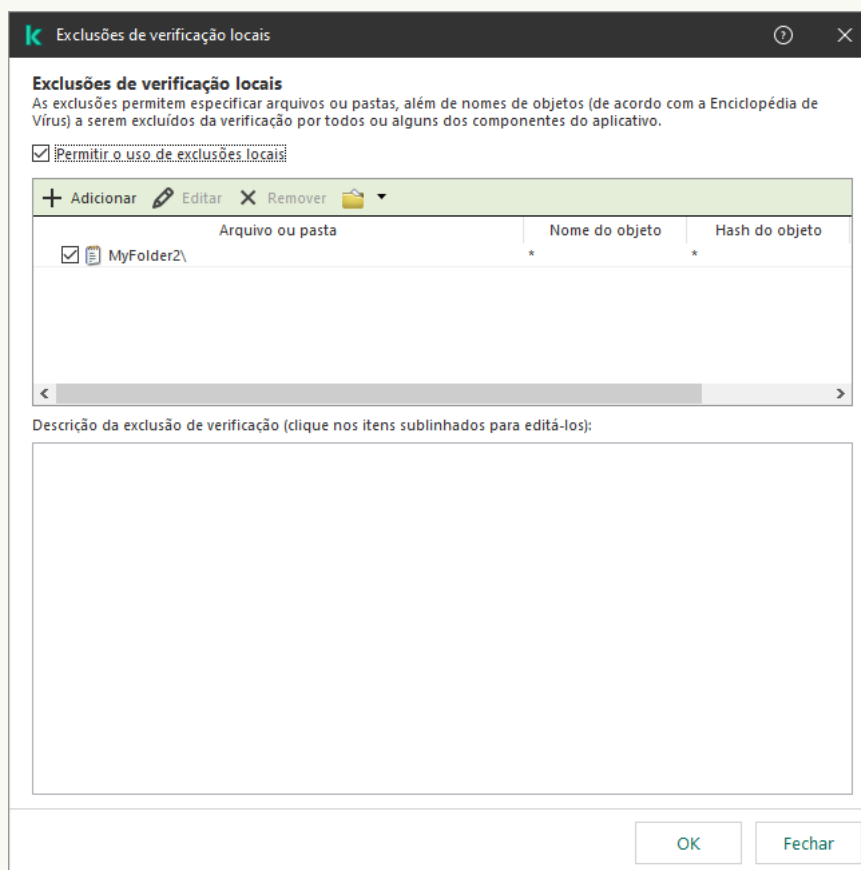 Exclusões de verificação locais
Exclusões de verificação locais
As exclusões permitem especificar arquivos ou pastas, além de nomes de objetos (de acordo com a Enciclopédia de
Vírus) a serem excluídos da verificação por todos ou alguns dos componentes do aplicativo.
Permitir o uso de exclusões locais
Adicionar Editar Remover
Arquivo ou pasta Nome do objeto Hash do objeto
MyFolder2\ * *
Descrição da exclusão de verificação (clique nos itens sublinhados para editá-los):
OK Fechar